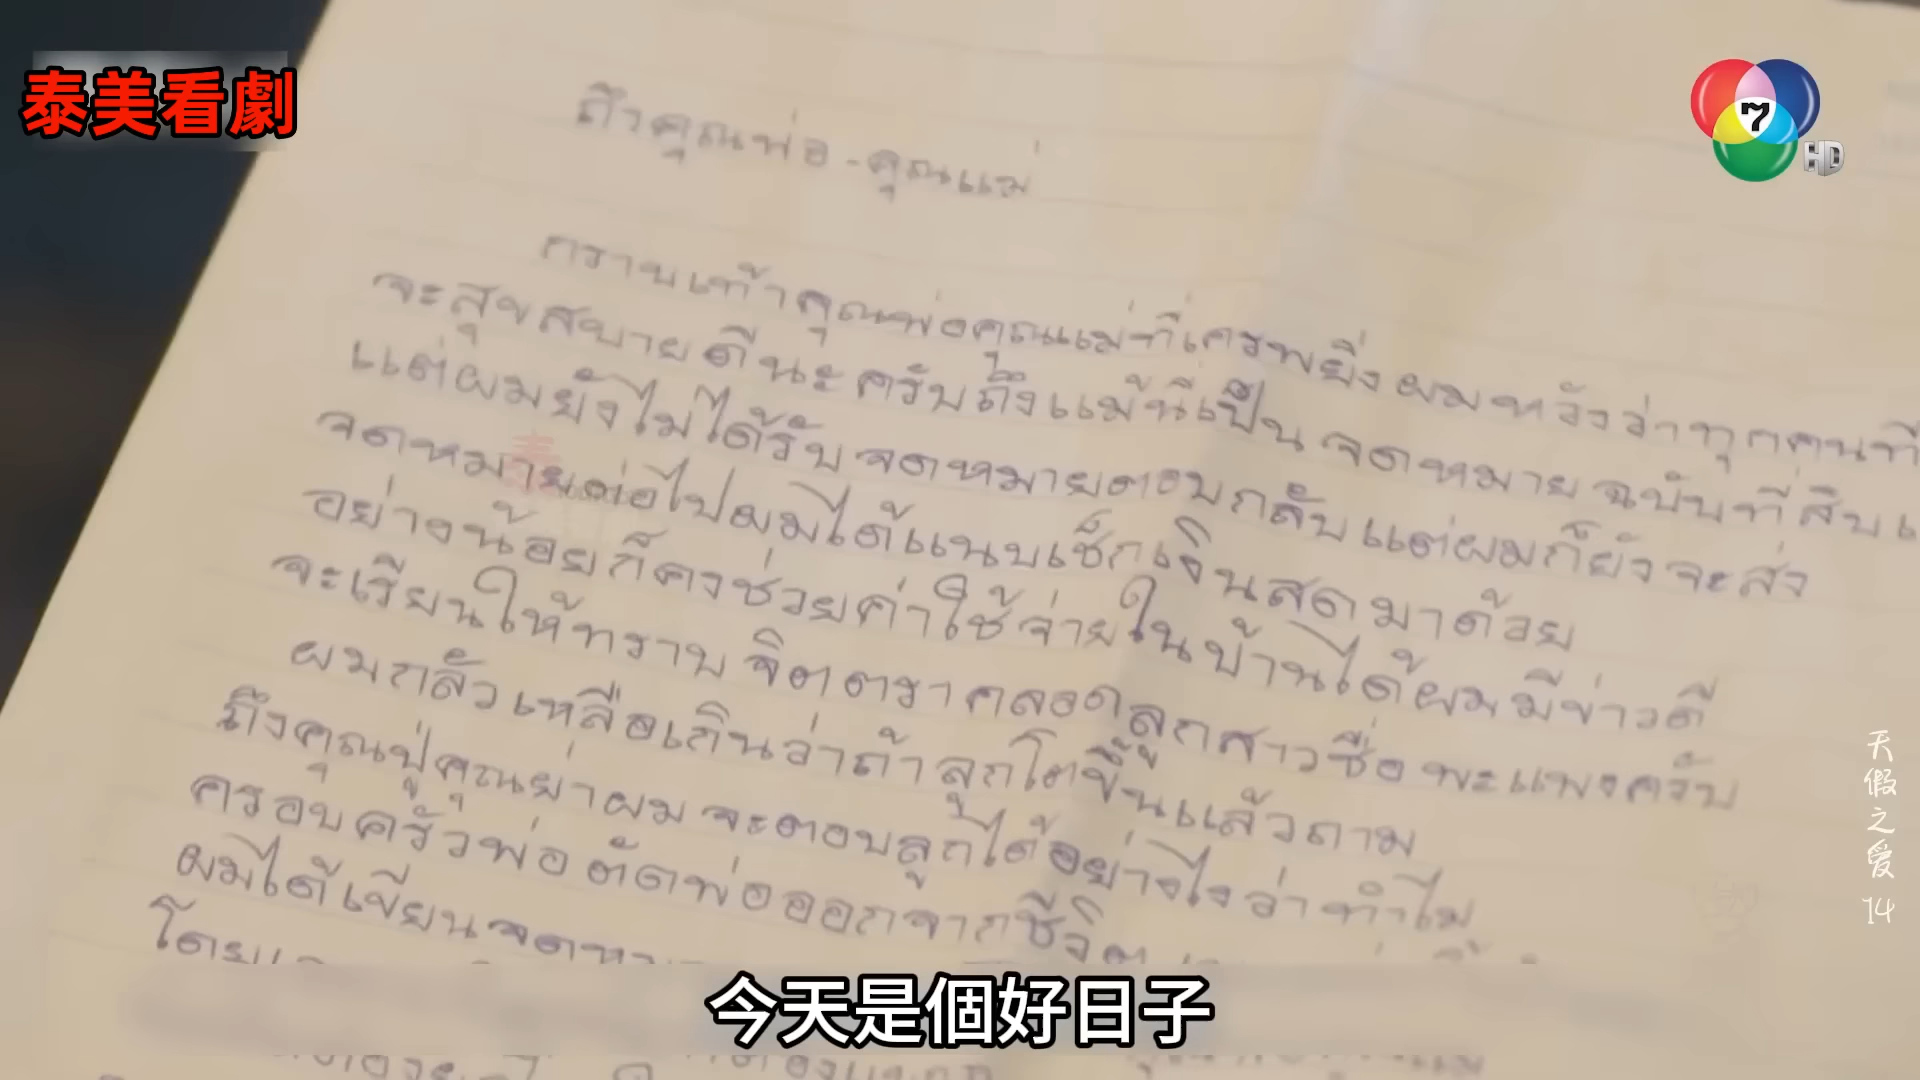 泰美看劇
7
HD
ถึงคุณพ่อ - คุณแม่
กราบเท้าคุณพ่อคุณแม่ที่เคารพยิ่ง ผมหวังว่าทุกคนที่
จะสุขสบายดีนะครับถึงแม้นี่เป็น จดหมาย ฉบับที่สิบ
แต่ผมยังไม่ได้รับ จดหมายตอบกลับ แต่ผมก็ยังจะส่ง
จดหมายต่อไปผมได้แนบเช็กเงินสดมาด้วย
อย่างน้อยก็คงช่วยค่าใช้จ่ายในบ้านได้ผมมีข่าวดี
จะเรียนให้ทราบ จิตตรา คลอดลูกสาวชื่อ พะแพงครับ
ผมกลัวเหลือเกินว่าถ้า ลูกโตขึ้นแล้วถาม
ถึงคุณปู่คุณย่าผม จะตอบลูกได้อย่างไรว่าทำไม
ครอบครัวพ่อ ตัดพ่อออกจากชีวิต
ผมได้เขียน
โดย
天假之爱
14
今天是個好日子